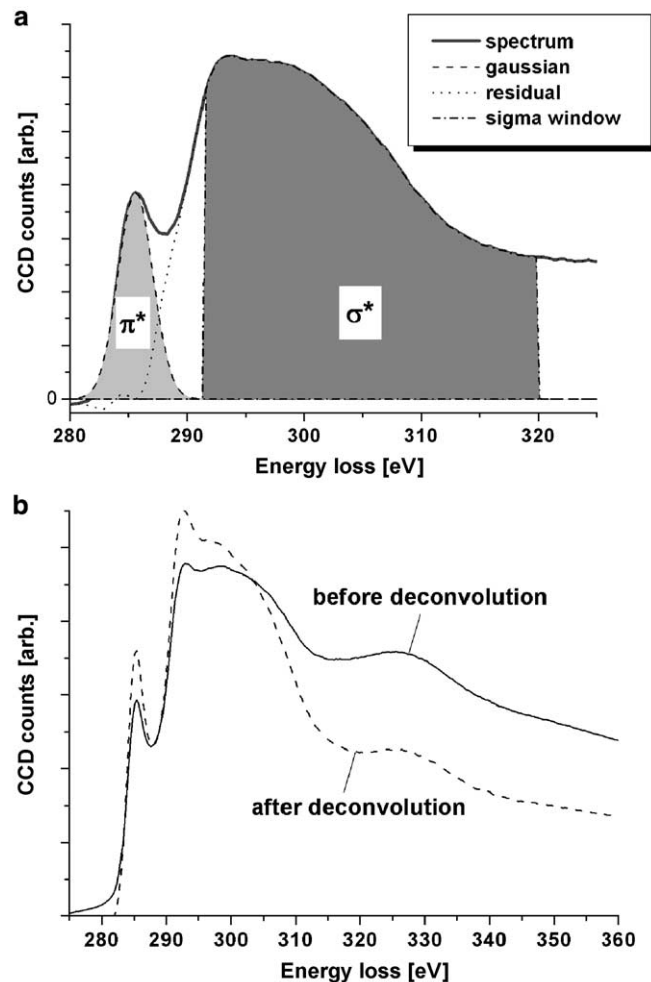 a
spectrum
gaussian
residual
sigma window
CCD counts [arb.]
π*
σ*
0
280 290 300 310 320
Energy loss [eV]
b
before deconvolution
after deconvolution
CCD counts [arb.]
280 290 300 310 320 330 340 350 360
Energy loss [eV]